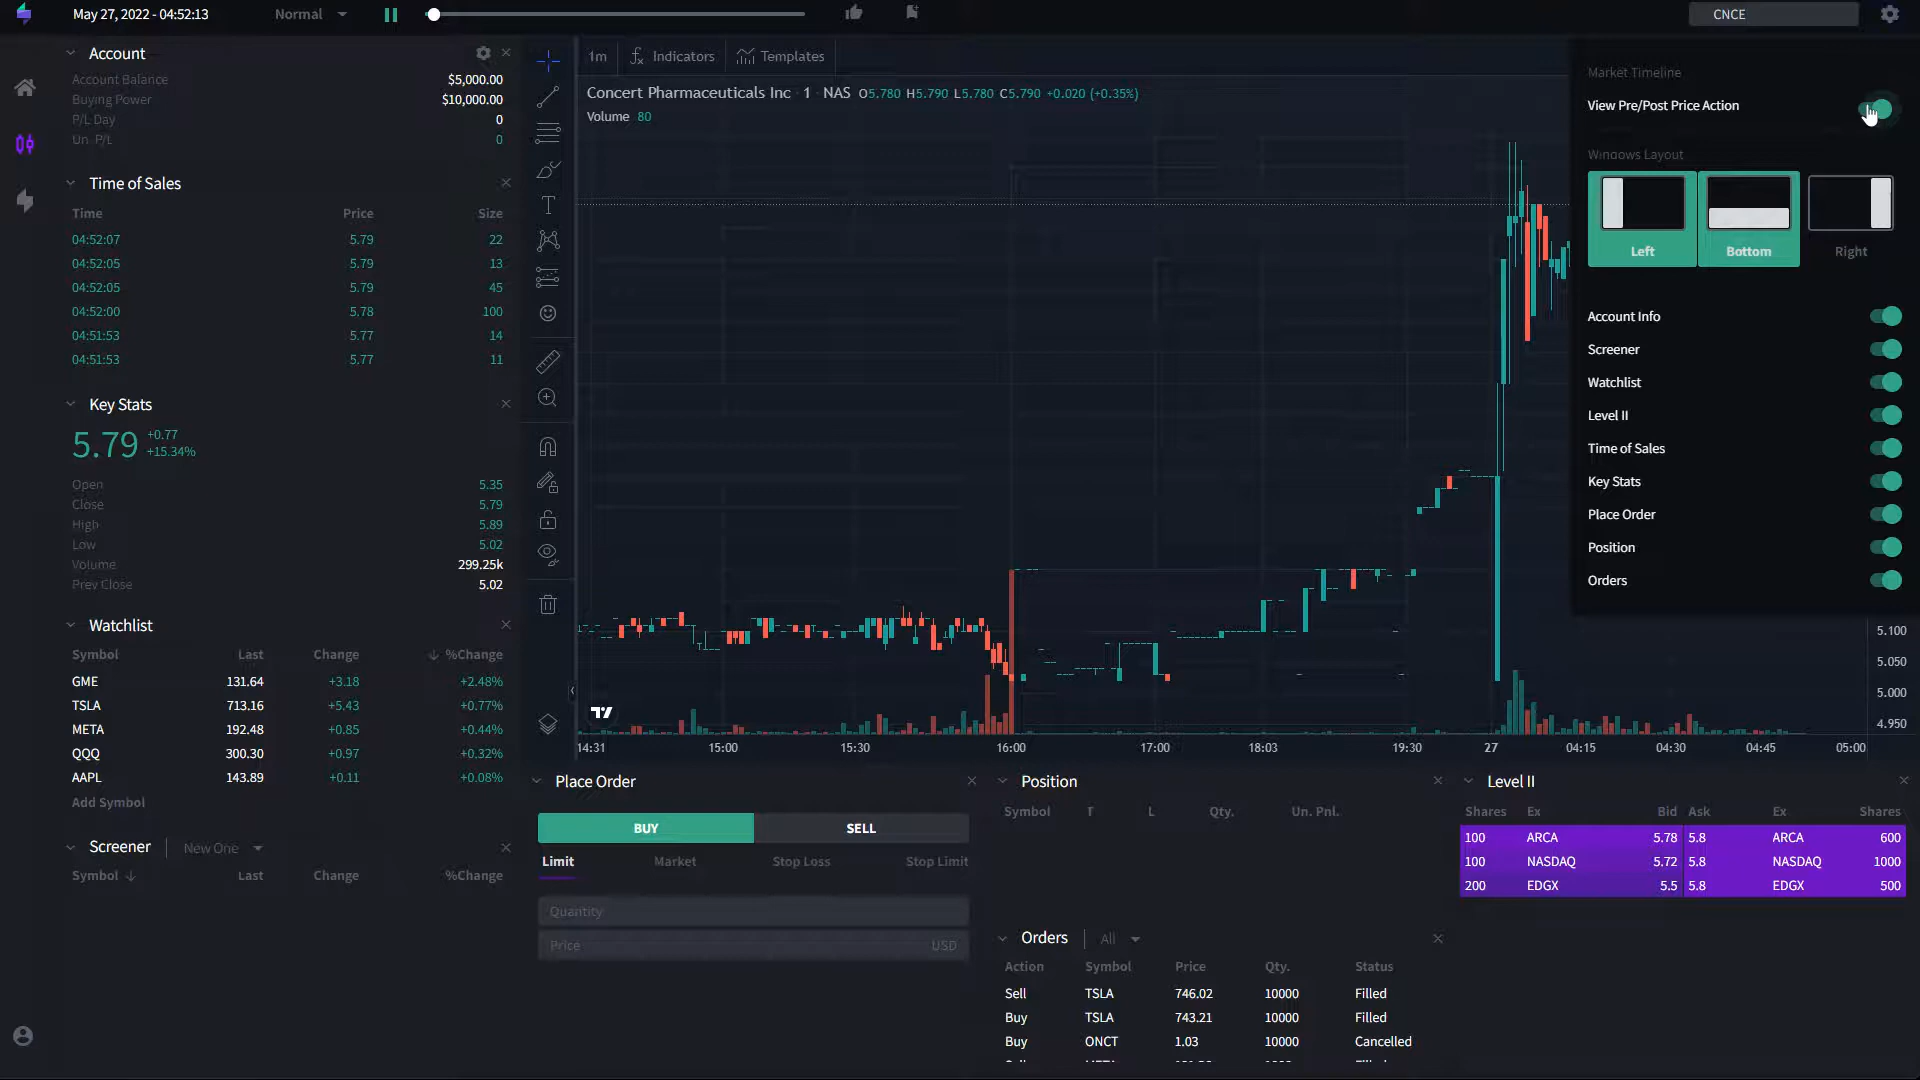 May 27, 2022 - 04:52:13
Normal
CNCE
Account
Account Balance $5,000.00
Buying Power $10,000.00
P/L Day 0
Un. P/L 0
Time of Sales
Time Price Size
04:52:07 5.79 22
04:52:05 5.79 13
04:52:05 5.79 45
04:52:00 5.78 100
04:51:53 5.77 14
04:51:53 5.77 11
Key Stats
5.79 +0.77
+15.34%
Open 5.35
Close 5.79
High 5.89
Low 5.02
Volume 299.25k
Prev Close 5.02
Watchlist
Symbol Last Change %Change
GME 131.64 +3.18 +2.48%
TSLA 713.16 +5.43 +0.77%
META 192.48 +0.85 +0.44%
QQQ 300.30 +0.97 +0.32%
AAPL 143.89 +0.11 +0.08%
Add Symbol
Screener New One
Symbol Last Change %Change
1m Indicators Templates
Concert Pharmaceuticals Inc · 1 · NAS O5.780 H5.790 L5.780 C5.790 +0.020 (+0.35%)
Volume 80
14:31 15:00 15:30 16:00 17:00 18:03 19:30 27 04:15 04:30 04:45 05:00
5.100
5.050
5.000
4.950
Market Timeline
View Pre/Post Price Action
Windows Layout
Left Bottom Right
Account Info
Screener
Watchlist
Level II
Time of Sales
Key Stats
Place Order
Position
Orders
Place Order
BUY SELL
Limit Market Stop Loss Stop Limit
Quantity
Price USD
Position
Symbol T L Qty. Un. Pnl.
Orders All
Action Symbol Price Qty. Status
Sell TSLA 746.02 10000 Filled
Buy TSLA 743.21 10000 Filled
Buy ONCT 1.03 10000 Cancelled
Level II
Shares Ex Bid Ask Ex Shares
100 ARCA 5.78 5.8 ARCA 600
100 NASDAQ 5.72 5.8 NASDAQ 1000
200 EDGX 5.5 5.8 EDGX 500